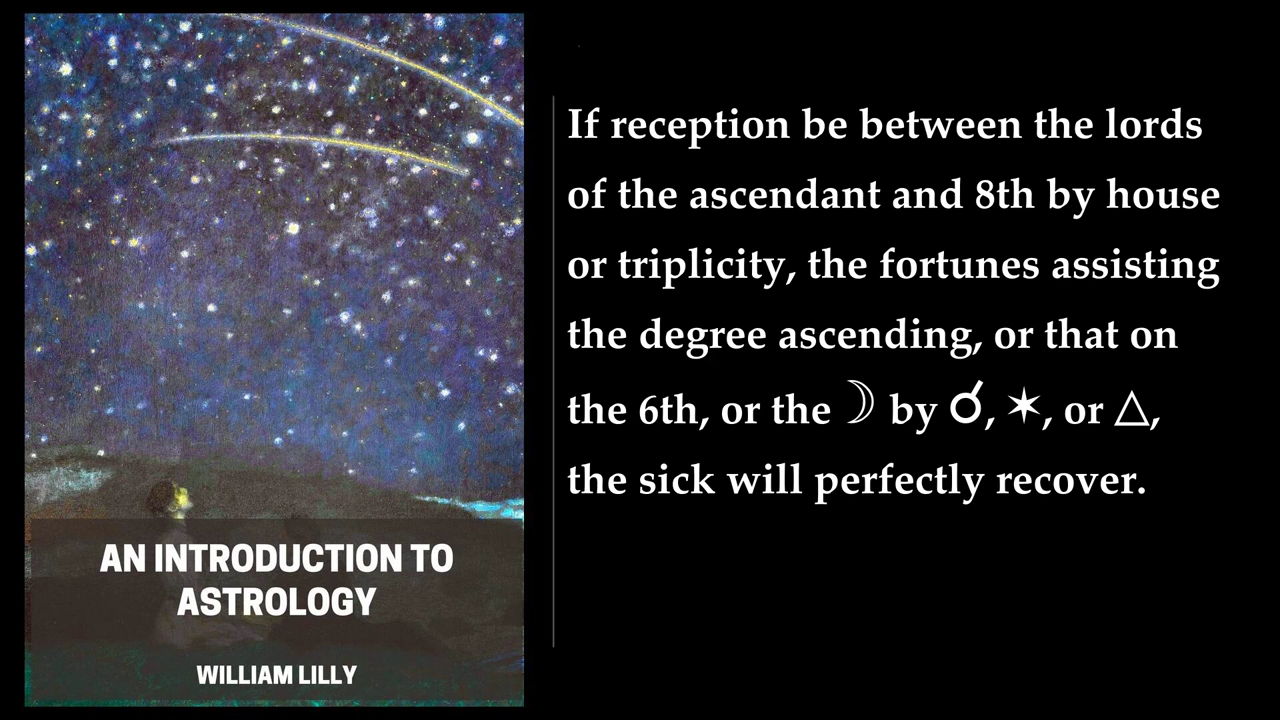 If reception be between the lords
of the ascendant and 8th by house
or triplicity, the fortunes assisting
the degree ascending, or that on
the 6th, or the ☽ by ☌, ✶, or △,
the sick will perfectly recover.
AN INTRODUCTION TO
ASTROLOGY
WILLIAM LILLY